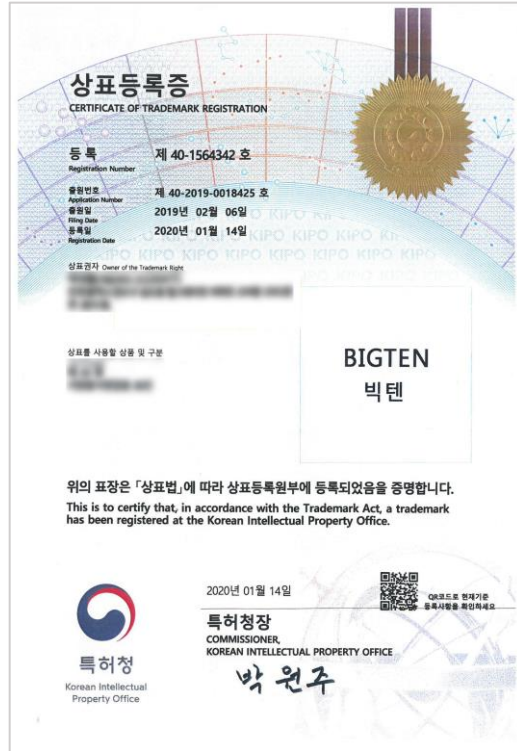 상표등록증
CERTIFICATE OF TRADEMARK REGISTRATION
등록 제 40-1564342 호
Registration Number
출원번호 제 40-2019-0018425 호
Application Number
출원일 2019년 02월 06일
Filing Date
등록일 2020년 01월 14일
Registration Date
KIPO KIPO KIPO KIPO
상표권자 Owner of the Trademark Right
상표를 사용할 상품 및 구분
BIGTEN
빅텐
위의 표장은 「상표법」에 따라 상표등록원부에 등록되었음을 증명합니다.
This is to certify that, in accordance with the Trademark Act, a trademark
has been registered at the Korean Intellectual Property Office.
2020년 01월 14일
QR코드로 현재기준
등록사항을 확인하세요
특허청장
COMMISSIONER,
KOREAN INTELLECTUAL PROPERTY OFFICE
박원주
특허청
Korean Intellectual
Property Office